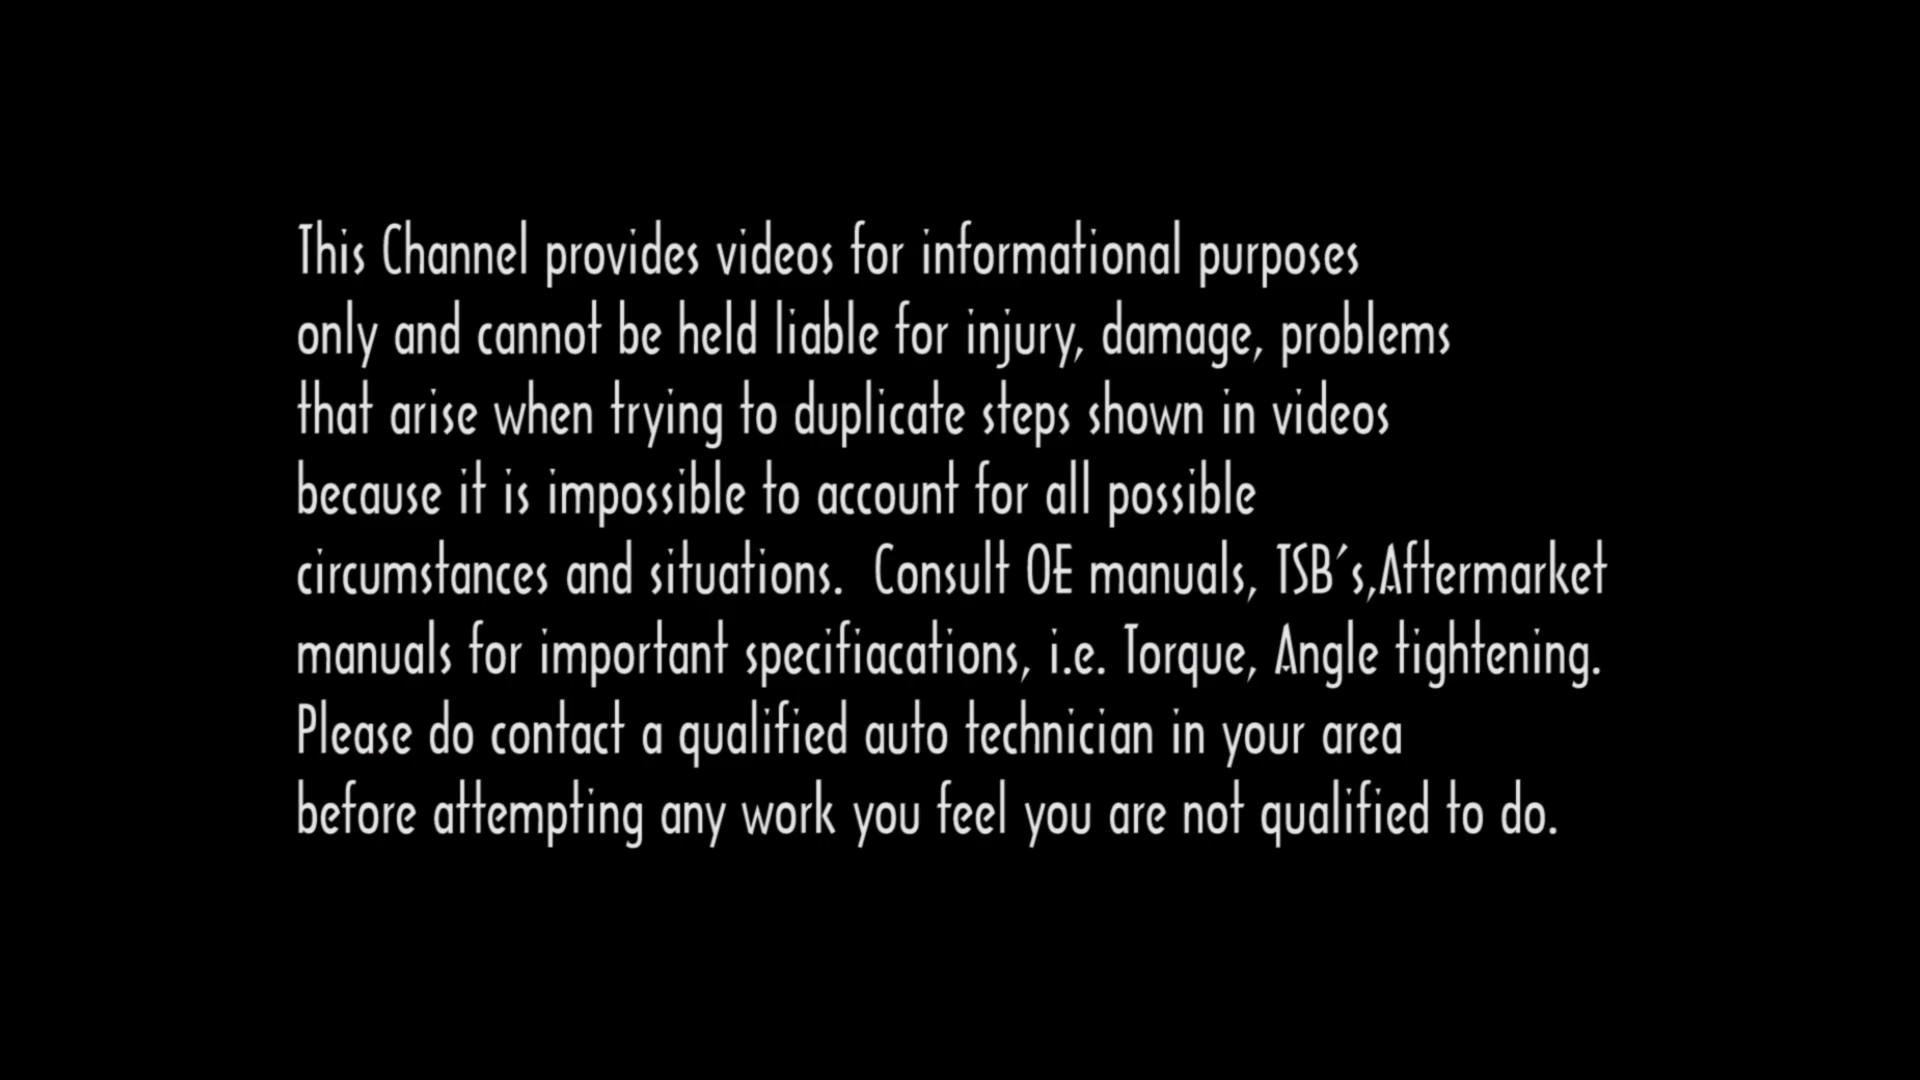 This Channel provides videos for informational purposes
only and cannot be held liable for injury, damage, problems
that arise when trying to duplicate steps shown in videos
because it is impossible to account for all possible
circumstances and situations.  Consult OE manuals, TSB´s,Aftermarket
manuals for important specifiacations, i.e. Torque, Angle tightening.
Please do contact a qualified auto technician in your area
before attempting any work you feel you are not qualified to do.